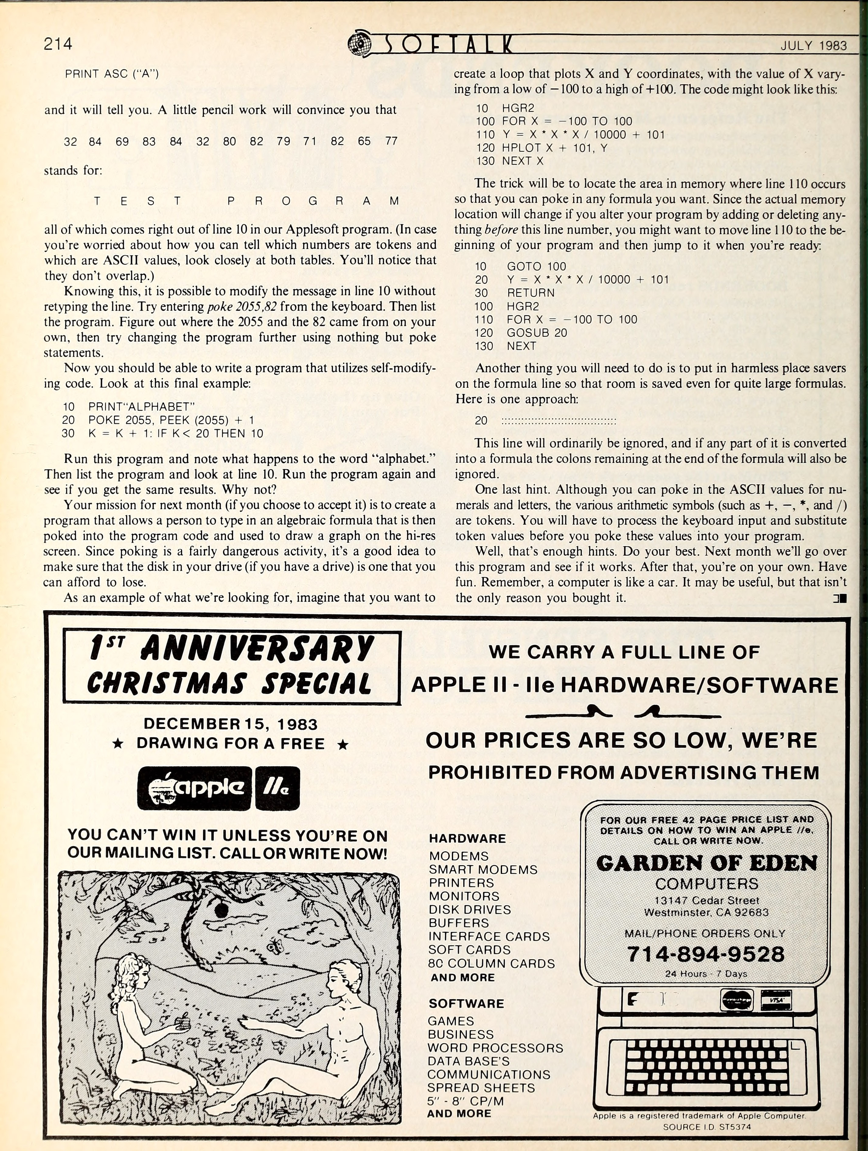 214
SOFTALK
JULY 1983
PRINT ASC ("A")
and it will tell you. A little pencil work will convince you that
32 84 69 83 84 32 80 82 79 71 82 65 77
stands for:
T E S T P R O G R A M
all of which comes right out of line 10 in our Applesoft program. (In case
you're worried about how you can tell which numbers are tokens and
which are ASCII values, look closely at both tables. You'll notice that
they don't overlap.)
Knowing this, it is possible to modify the message in line 10 without
retyping the line. Try entering poke 2055,82 from the keyboard. Then list
the program. Figure out where the 2055 and the 82 came from on your
own, then try changing the program further using nothing but poke
statements.
Now you should be able to write a program that utilizes self-modify-
ing code. Look at this final example:
10 PRINT"ALPHABET"
20 POKE 2055, PEEK (2055) + 1
30 K = K + 1: IF K< 20 THEN 10
Run this program and note what happens to the word "alphabet."
Then list the program and look at line 10. Run the program again and
see if you get the same results. Why not?
Your mission for next month (if you choose to accept it) is to create a
program that allows a person to type in an algebraic formula that is then
poked into the program code and used to draw a graph on the hi-res
screen. Since poking is a fairly dangerous activity, it's a good idea to
make sure that the disk in your drive (if you have a drive) is one that you
can afford to lose.
As an example of what we're looking for, imagine that you want to
create a loop that plots X and Y coordinates, with the value of X vary-
ing from a low of −100 to a high of +100. The code might look like this:
10 HGR2
100 FOR X = −100 TO 100
110 Y = X * X * X / 10000 + 101
120 HPLOT X + 101, Y
130 NEXT X
The trick will be to locate the area in memory where line 110 occurs
so that you can poke in any formula you want. Since the actual memory
location will change if you alter your program by adding or deleting any-
thing before this line number, you might want to move line 110 to the be-
ginning of your program and then jump to it when you're ready:
10 GOTO 100
20 Y = X * X * X / 10000 + 101
30 RETURN
100 HGR2
110 FOR X = −100 TO 100
120 GOSUB 20
130 NEXT
Another thing you will need to do is to put in harmless place savers
on the formula line so that room is saved even for quite large formulas.
Here is one approach:
20 ::::::::::::::::::::::::::::::::::
This line will ordinarily be ignored, and if any part of it is converted
into a formula the colons remaining at the end of the formula will also be
ignored.
One last hint. Although you can poke in the ASCII values for nu-
merals and letters, the various arithmetic symbols (such as +, −, *, and /)
are tokens. You will have to process the keyboard input and substitute
token values before you poke these values into your program.
Well, that's enough hints. Do your best. Next month we'll go over
this program and see if it works. After that, you're on your own. Have
fun. Remember, a computer is like a car. It may be useful, but that isn't
the only reason you bought it.
1ST ANNIVERSARY
CHRISTMAS SPECIAL
DECEMBER 15, 1983
★ DRAWING FOR A FREE ★
apple //e
YOU CAN'T WIN IT UNLESS YOU'RE ON
OUR MAILING LIST. CALL OR WRITE NOW!
WE CARRY A FULL LINE OF
APPLE II - IIe HARDWARE/SOFTWARE
OUR PRICES ARE SO LOW, WE'RE
PROHIBITED FROM ADVERTISING THEM
HARDWARE
MODEMS
SMART MODEMS
PRINTERS
MONITORS
DISK DRIVES
BUFFERS
INTERFACE CARDS
SOFT CARDS
80 COLUMN CARDS
AND MORE
SOFTWARE
GAMES
BUSINESS
WORD PROCESSORS
DATA BASE'S
COMMUNICATIONS
SPREAD SHEETS
5" - 8" CP/M
AND MORE
FOR OUR FREE 42 PAGE PRICE LIST AND
DETAILS ON HOW TO WIN AN APPLE //e,
CALL OR WRITE NOW.
GARDEN OF EDEN
COMPUTERS
13147 Cedar Street
Westminster, CA 92683
MAIL/PHONE ORDERS ONLY
714-894-9528
24 Hours - 7 Days
VISA
Apple is a registered trademark of Apple Computer.
SOURCE I.D. ST5374